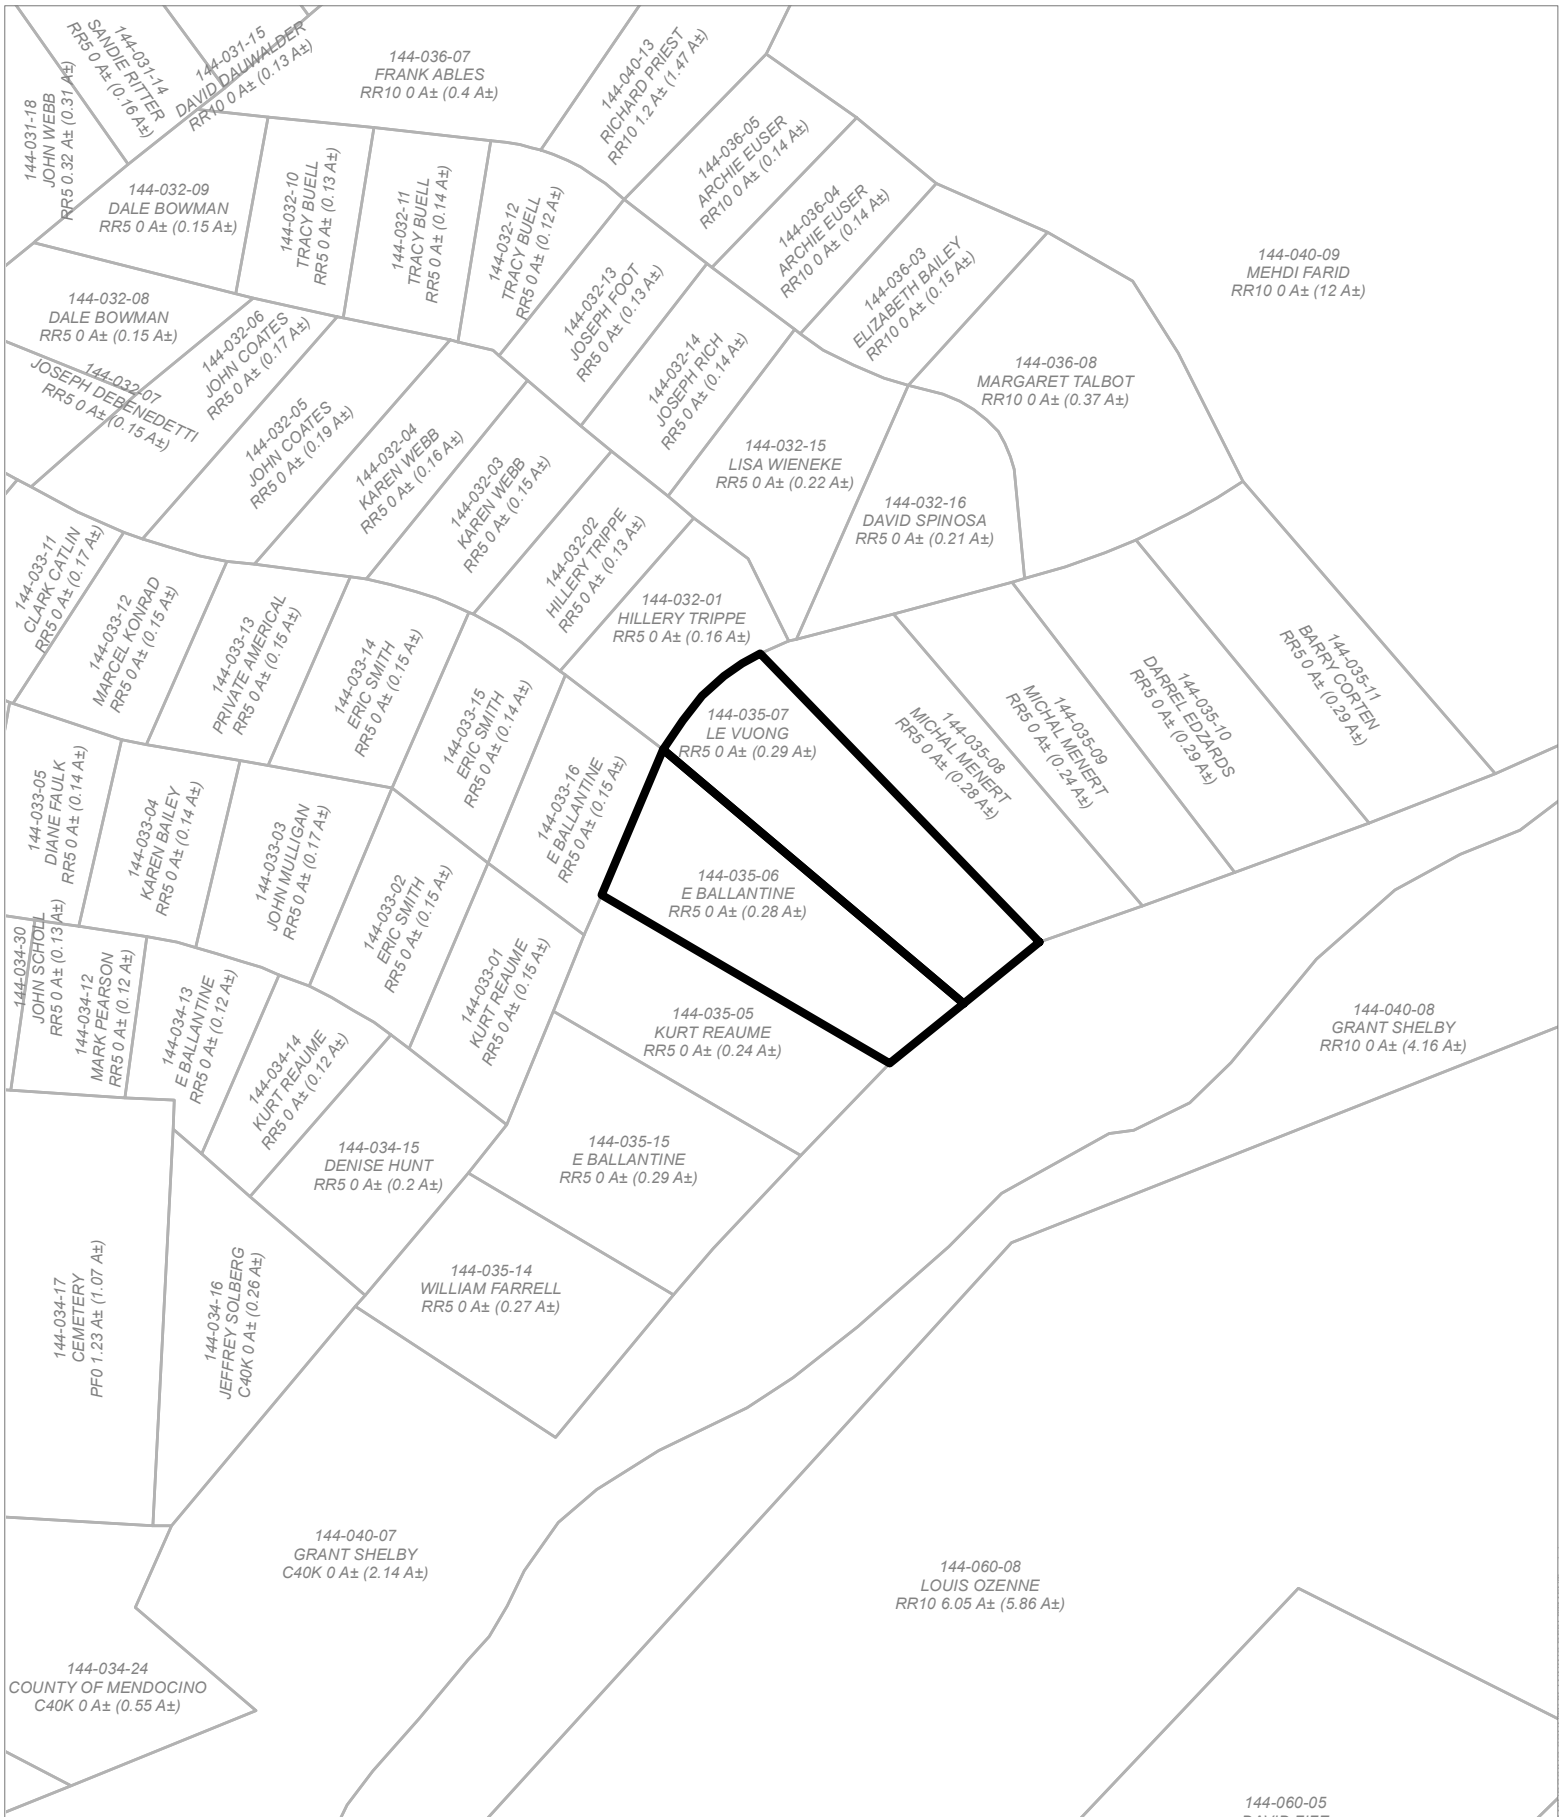 144-031-18
JOHN WEBB
RR5 0.32 A± (0.31 A±)
144-031-14
SANDIE RITTER
RR5 0 A± (0.16 A±)
144-031-15
DAVID DAUWALDER
RR10 0 A± (0.13 A±)
144-036-07
FRANK ABLES
RR10 0 A± (0.4 A±)
144-040-13
RICHARD PRIEST
RR10 1.2 A± (1.47 A±)
144-036-05
ARCHIE EUSER
RR10 0 A± (0.14 A±)
144-036-04
ARCHIE EUSER
RR10 0 A± (0.14 A±)
144-036-03
ELIZABETH BAILEY
RR10 0 A± (0.15 A±)
144-040-09
MEHDI FARID
RR10 0 A± (12 A±)
144-032-09
DALE BOWMAN
RR5 0 A± (0.15 A±)
144-032-10
TRACY BUELL
RR5 0 A± (0.13 A±)
144-032-11
TRACY BUELL
RR5 0 A± (0.14 A±)
144-032-12
TRACY BUELL
RR5 0 A± (0.12 A±)
144-032-13
JOSEPH FOOT
RR5 0 A± (0.13 A±)
144-032-14
JOSEPH RICH
RR5 0 A± (0.14 A±)
144-036-08
MARGARET TALBOT
RR10 0 A± (0.37 A±)
144-032-08
DALE BOWMAN
RR5 0 A± (0.15 A±)
144-032-06
JOHN COATES
RR5 0 A± (0.17 A±)
144-032-07
JOSEPH DEBENEDETTI
RR5 0 A± (0.15 A±)
144-032-05
JOHN COATES
RR5 0 A± (0.19 A±)
144-032-04
KAREN WEBB
RR5 0 A± (0.16 A±)
144-032-03
KAREN WEBB
RR5 0 A± (0.15 A±)
144-032-02
HILLERY TRIPPE
RR5 0 A± (0.13 A±)
144-032-15
LISA WIENEKE
RR5 0 A± (0.22 A±)
144-032-16
DAVID SPINOSA
RR5 0 A± (0.21 A±)
144-032-01
HILLERY TRIPPE
RR5 0 A± (0.16 A±)
144-033-11
CLARK CATLIN
RR5 0 A± (0.17 A±)
144-033-12
MARCEL KONRAD
RR5 0 A± (0.15 A±)
144-033-13
PRIVATE AMERICAL
RR5 0 A± (0.15 A±)
144-033-14
ERIC SMITH
RR5 0 A± (0.15 A±)
144-033-15
ERIC SMITH
RR5 0 A± (0.14 A±)
144-033-16
E BALLANTINE
RR5 0 A± (0.15 A±)
144-035-07
LE VUONG
RR5 0 A± (0.29 A±)
144-035-08
MICHAL MENERT
RR5 0 A± (0.28 A±)
144-035-09
MICHAL MENERT
RR5 0 A± (0.24 A±)
144-035-10
DARREL EDZARDS
RR5 0 A± (0.29 A±)
144-035-11
BARRY CORTEN
RR5 0 A± (0.29 A±)
144-033-05
DIANE FAULK
RR5 0 A± (0.14 A±)
144-033-04
KAREN BAILEY
RR5 0 A± (0.14 A±)
144-033-03
JOHN MULLIGAN
RR5 0 A± (0.17 A±)
144-033-02
ERIC SMITH
RR5 0 A± (0.15 A±)
144-033-01
KURT REAUME
RR5 0 A± (0.15 A±)
144-035-06
E BALLANTINE
RR5 0 A± (0.28 A±)
144-034-30
JOHN SCHOLL
RR5 0 A± (0.13 A±)
144-034-12
MARK PEARSON
RR5 0 A± (0.12 A±)
144-034-13
E BALLANTINE
RR5 0 A± (0.12 A±)
144-034-14
KURT REAUME
RR5 0 A± (0.12 A±)
144-035-05
KURT REAUME
RR5 0 A± (0.24 A±)
144-040-08
GRANT SHELBY
RR10 0 A± (4.16 A±)
144-034-15
DENISE HUNT
RR5 0 A± (0.2 A±)
144-035-15
E BALLANTINE
RR5 0 A± (0.29 A±)
144-034-17
CEMETERY
PF0 1.23 A± (1.07 A±)
144-034-16
JEFFREY SOLBERG
C40K 0 A± (0.26 A±)
144-035-14
WILLIAM FARRELL
RR5 0 A± (0.27 A±)
144-040-07
GRANT SHELBY
C40K 0 A± (2.14 A±)
144-060-08
LOUIS OZENNE
RR10 6.05 A± (5.86 A±)
144-034-24
COUNTY OF MENDOCINO
C40K 0 A± (0.55 A±)
144-060-05